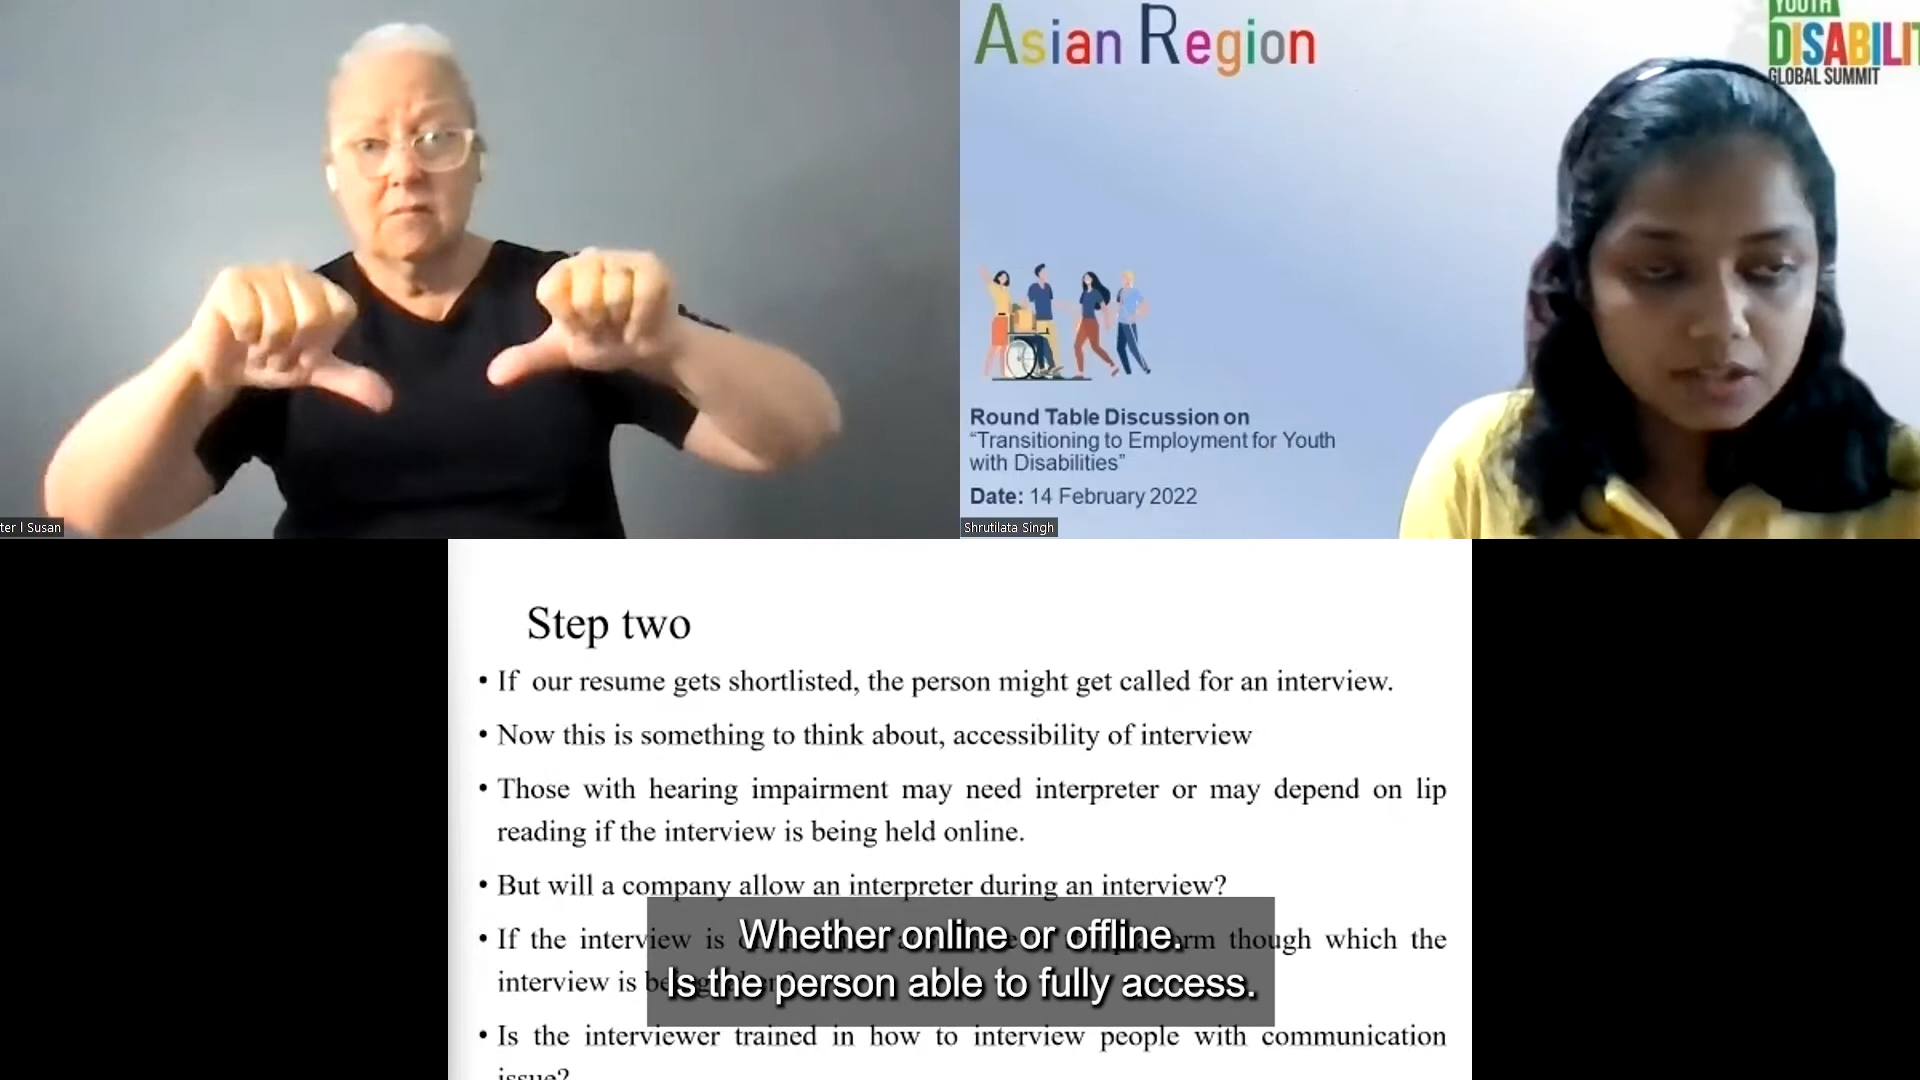 Asian Region
YOUTH
DISABILIT
GLOBAL SUMMIT
Round Table Discussion on
“Transitioning to Employment for Youth
with Disabilities”
Date: 14 February 2022
ter | Susan
Shrutilata Singh
Step two
• If our resume gets shortlisted, the person might get called for an interview.
• Now this is something to think about, accessibility of interview
• Those with hearing impairment may need interpreter or may depend on lip
reading if the interview is being held online.
• But will a company allow an interpreter during an interview?
• If the interview is though which the
interview is
• Is the interviewer trained in how to interview people with communication
issue?
Whether online or offline.
Is the person able to fully access.